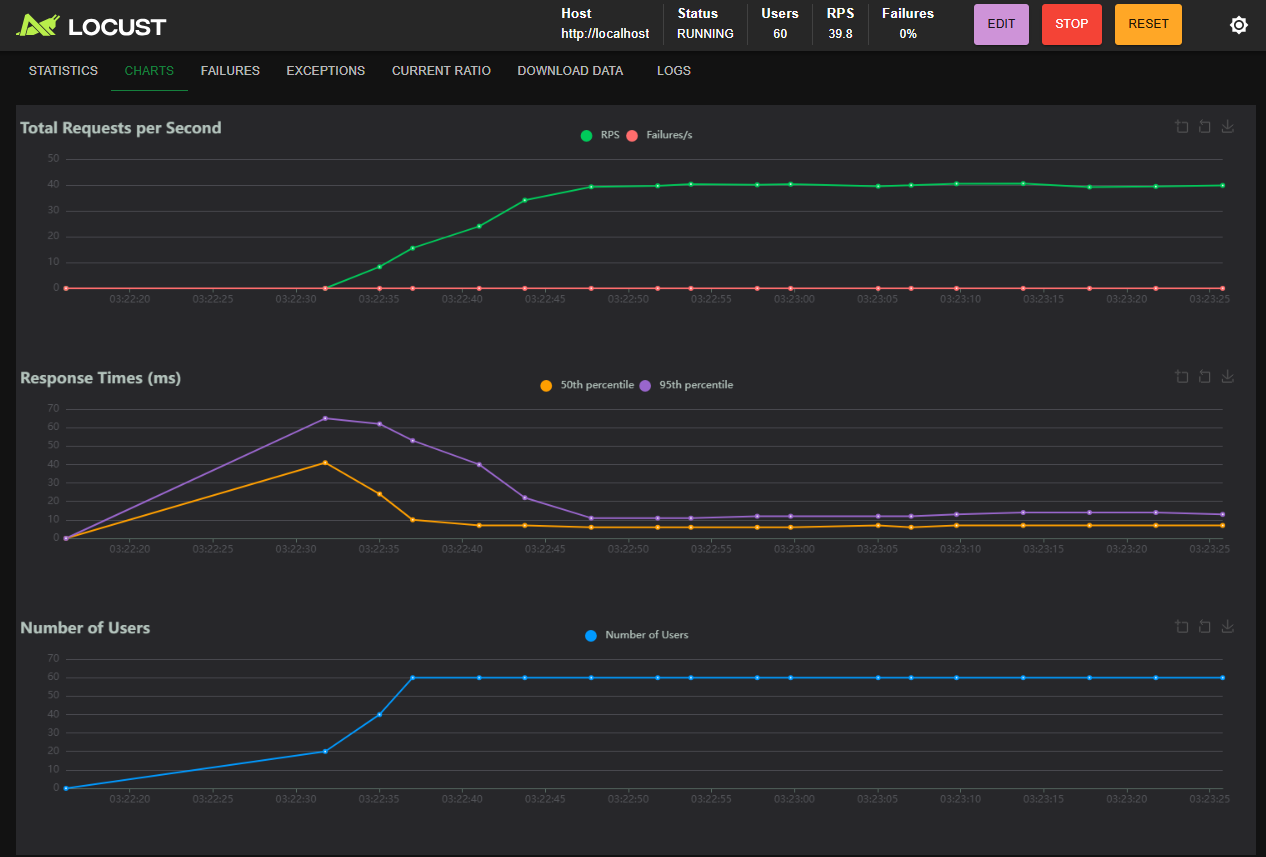 LOCUST
Host
http://localhost
Status
RUNNING
Users
60
RPS
39.8
Failures
0%
EDIT
STOP
RESET
STATISTICS CHARTS FAILURES EXCEPTIONS CURRENT RATIO DOWNLOAD DATA LOGS
Total Requests per Second
RPS Failures/s
50
40
30
20
10
0
03:22:20 03:22:25 03:22:30 03:22:35 03:22:40 03:22:45 03:22:50 03:22:55 03:23:00 03:23:05 03:23:10 03:23:15 03:23:20 03:23:25
Response Times (ms)
50th percentile 95th percentile
70
60
50
40
30
20
10
0
03:22:20 03:22:25 03:22:30 03:22:35 03:22:40 03:22:45 03:22:50 03:22:55 03:23:00 03:23:05 03:23:10 03:23:15 03:23:20 03:23:25
Number of Users
Number of Users
70
60
50
40
30
20
10
0
03:22:20 03:22:25 03:22:30 03:22:35 03:22:40 03:22:45 03:22:50 03:22:55 03:23:00 03:23:05 03:23:10 03:23:15 03:23:20 03:23:25